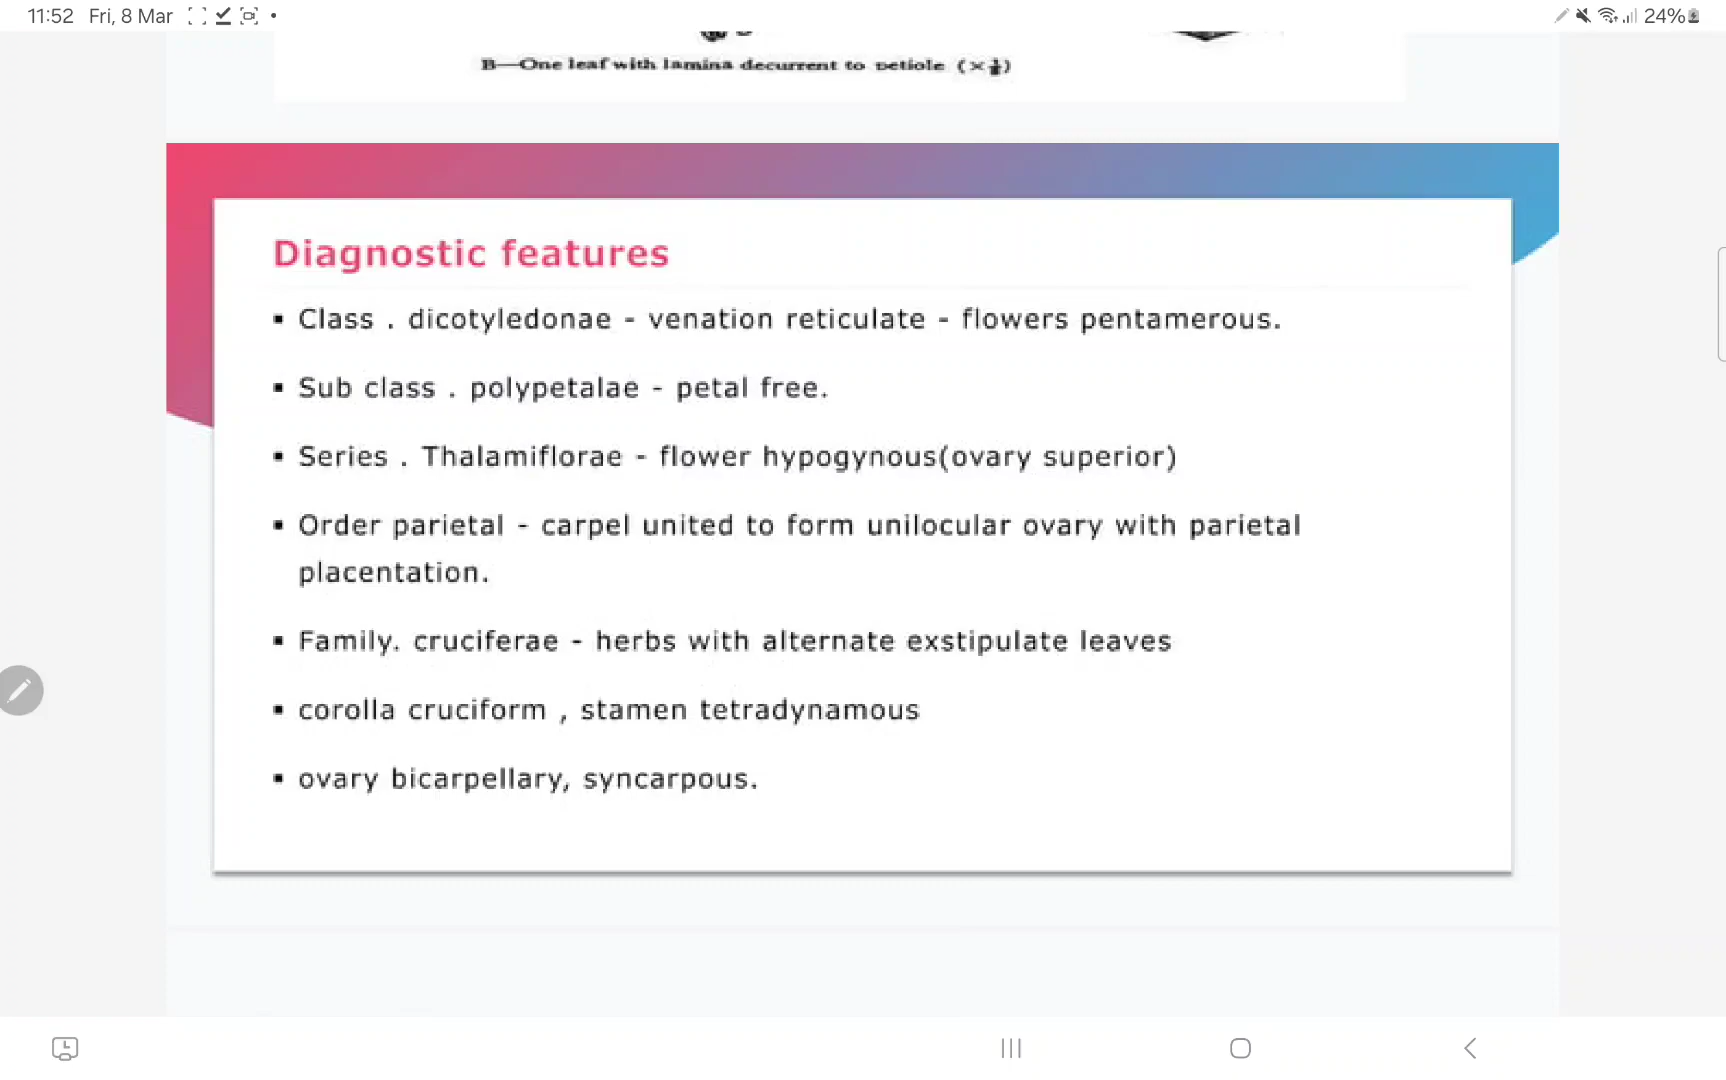 11:52 Fri, 8 Mar 24%
B—One leaf with lamina decurrent to petiole (×¼)
Diagnostic features
▪ Class . dicotyledonae - venation reticulate - flowers pentamerous.
▪ Sub class . polypetalae - petal free.
▪ Series . Thalamiflorae - flower hypogynous(ovary superior)
▪ Order parietal - carpel united to form unilocular ovary with parietal
placentation.
▪ Family. cruciferae - herbs with alternate exstipulate leaves
▪ corolla cruciform , stamen tetradynamous
▪ ovary bicarpellary, syncarpous.